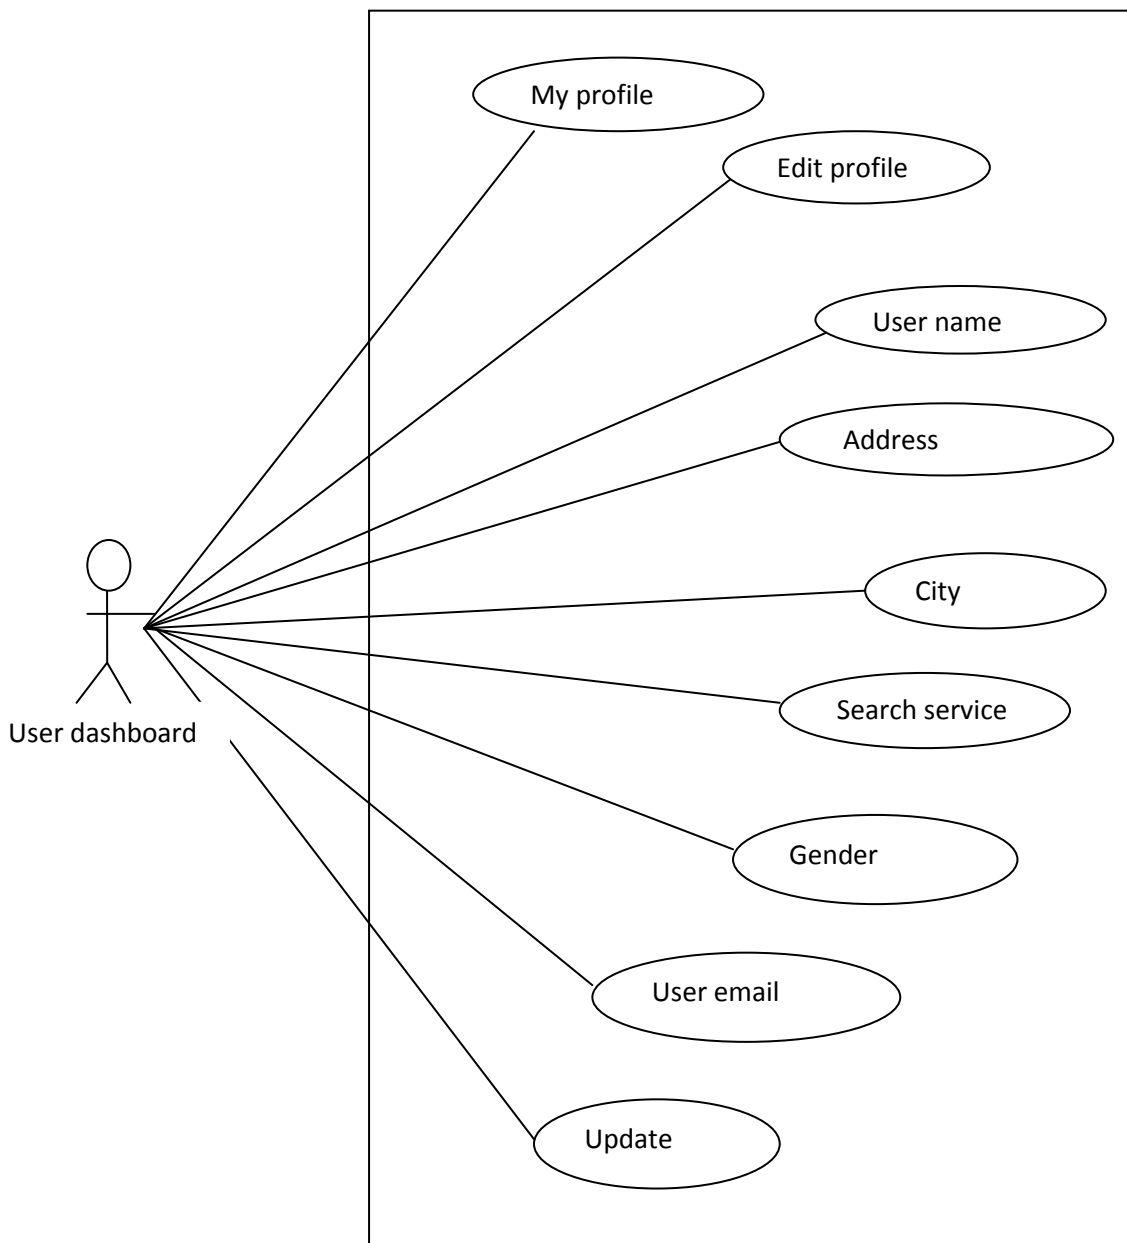 My profile
Edit profile
User name
Address
City
Search service
User dashboard
Gender
User email
Update